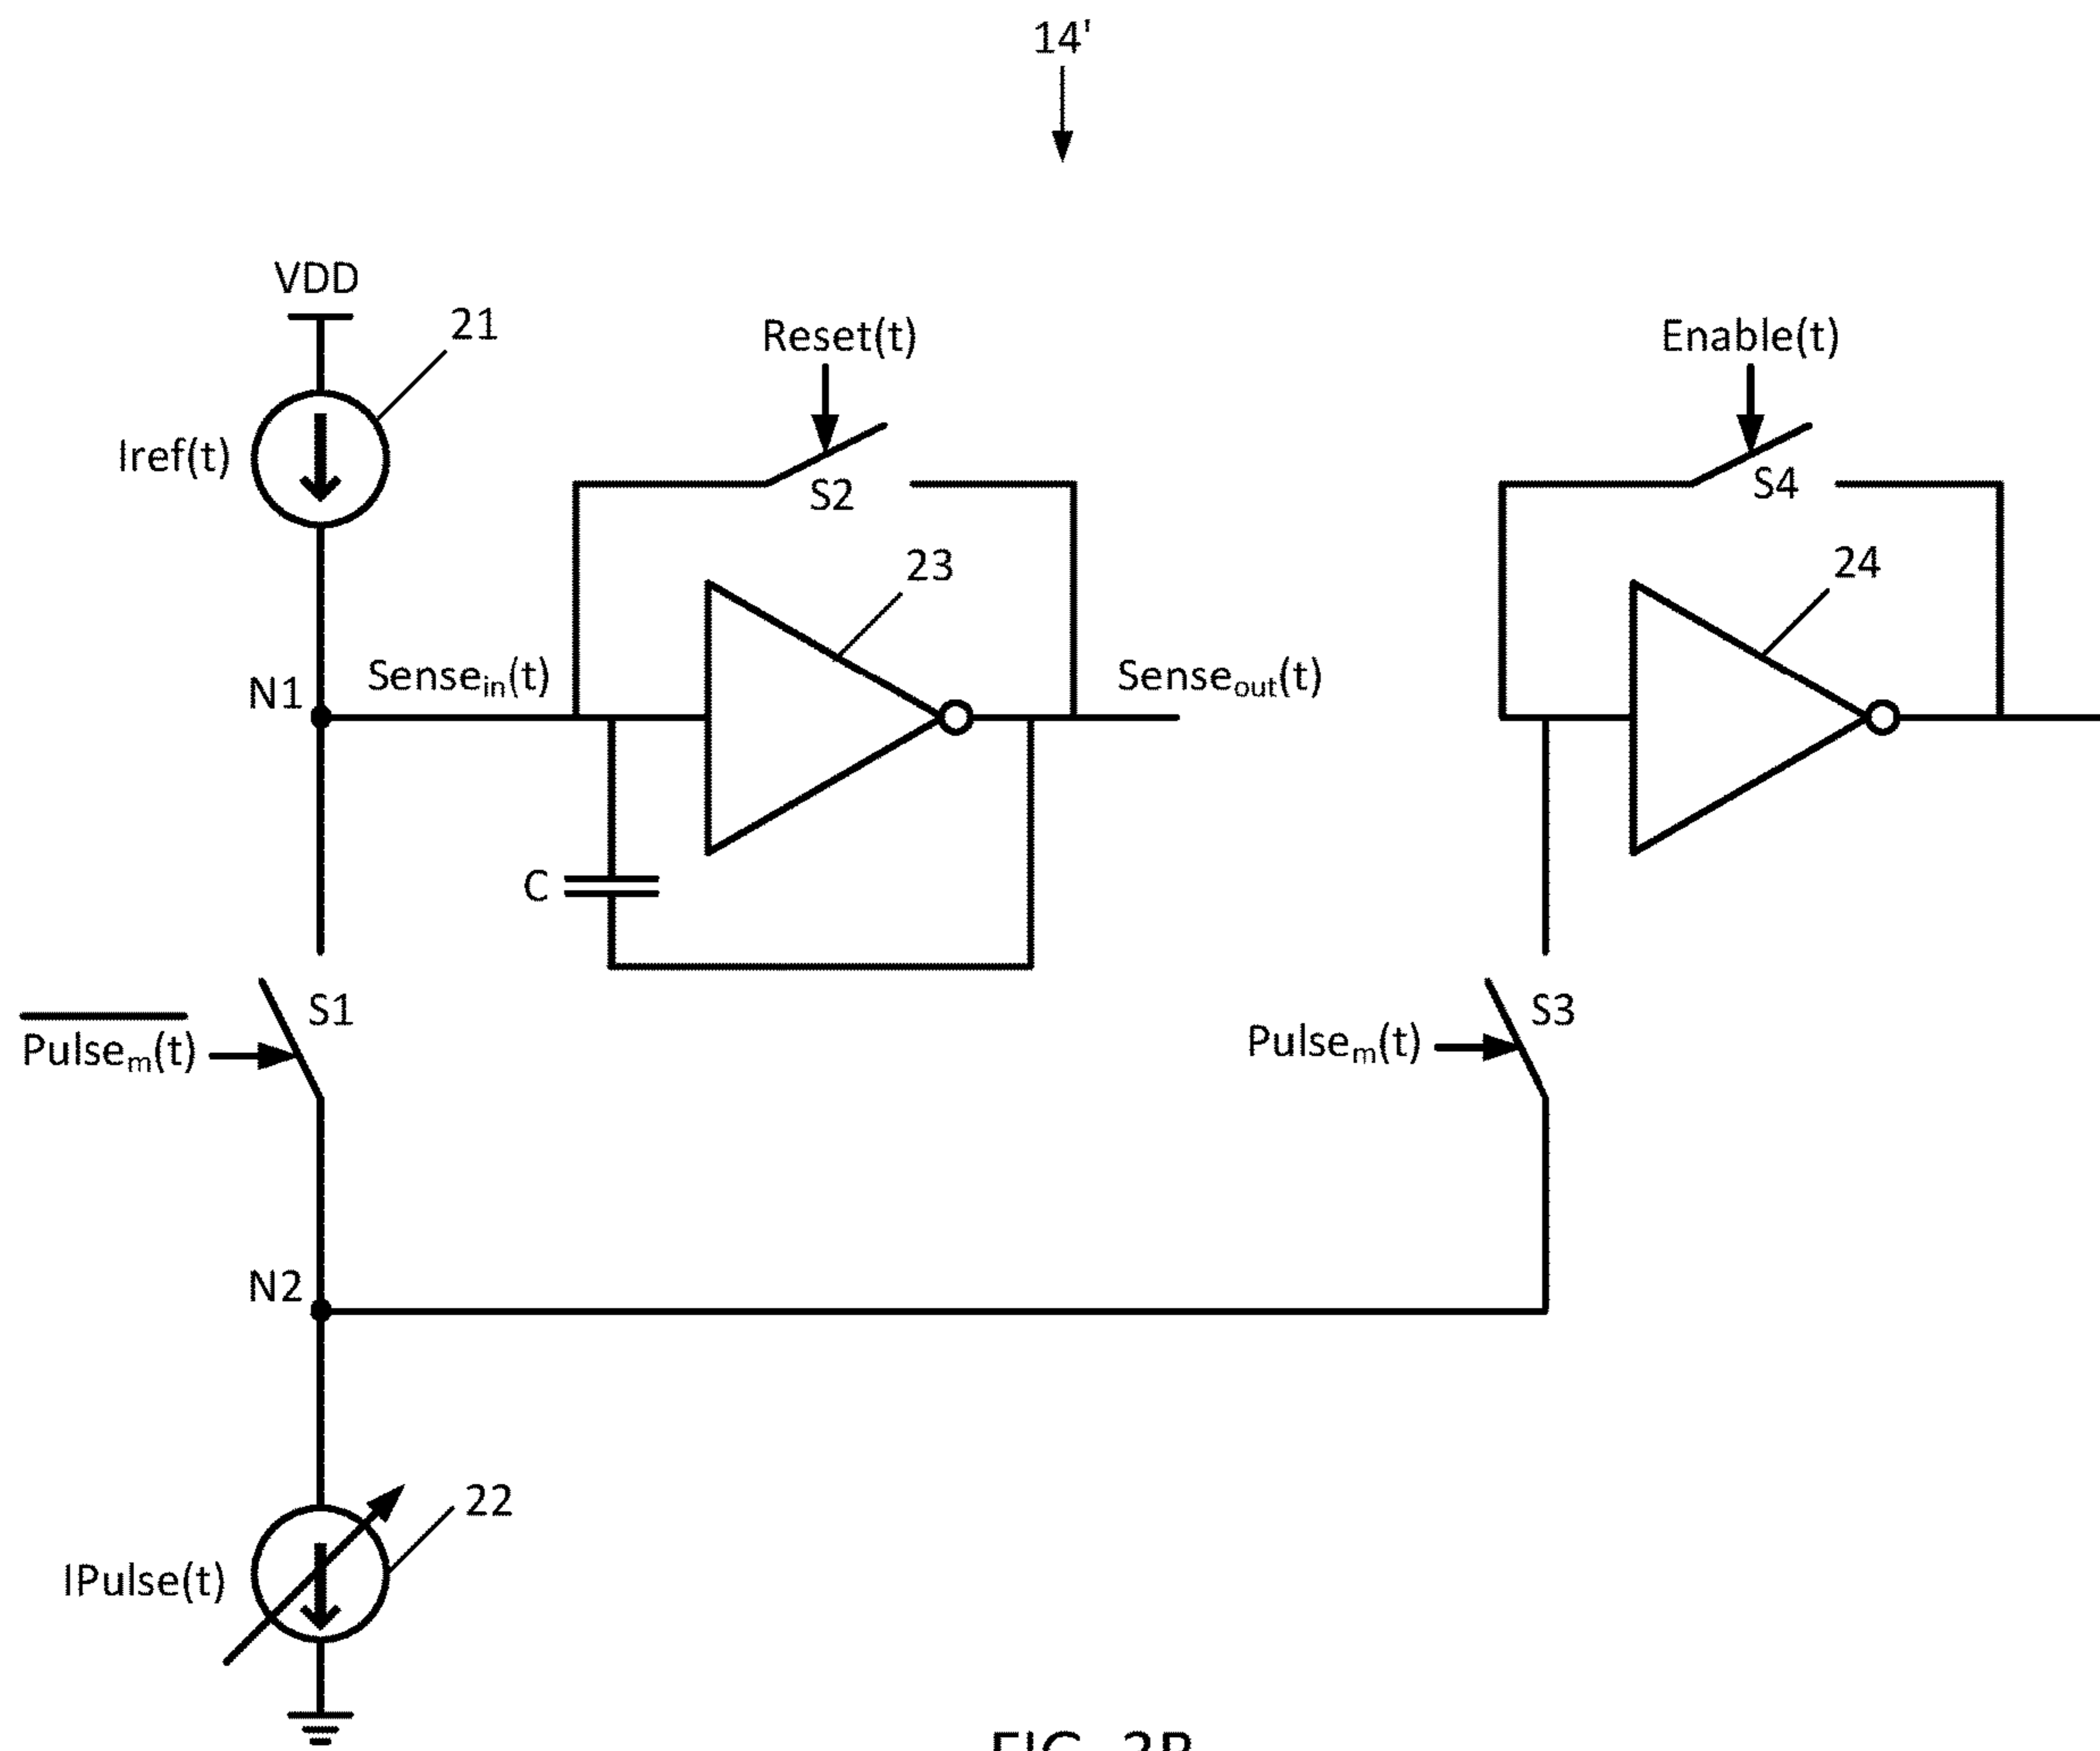 14'
VDD
21
Reset(t)
Enable(t)
Iref(t)
S2
S4
23
24
N1
Sensein(t)
Senseout(t)
C
S1
Pulsem(t)
S3
Pulsem(t)
N2
22
IPulse(t)